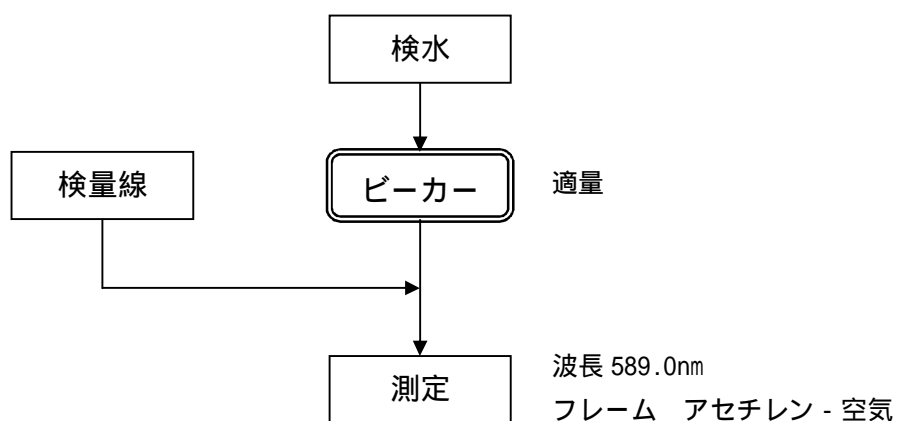 検水
検量線
ビーカー
適量
測定
波長 589.0nm
フレーム　アセチレン - 空気